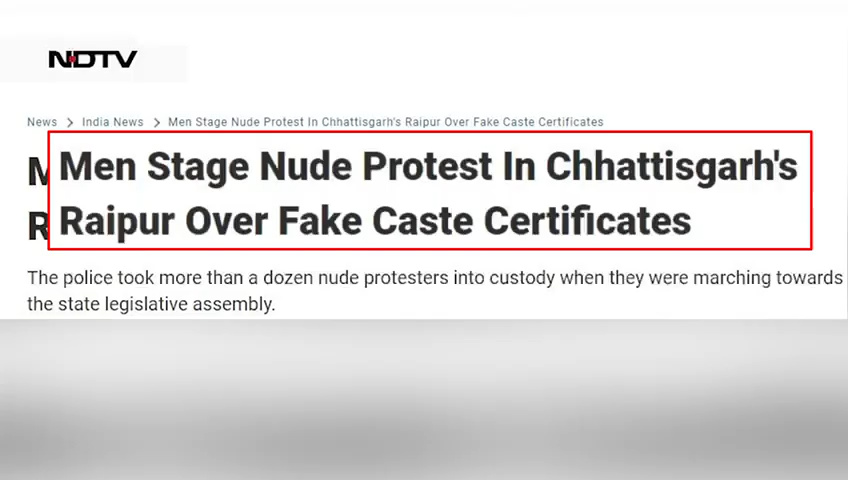 NDTV
News > India News > Men Stage Nude Protest In Chhattisgarh's Raipur Over Fake Caste Certificates
Men Stage Nude Protest In Chhattisgarh's
Raipur Over Fake Caste Certificates
The police took more than a dozen nude protesters into custody when they were marching towards
the state legislative assembly.